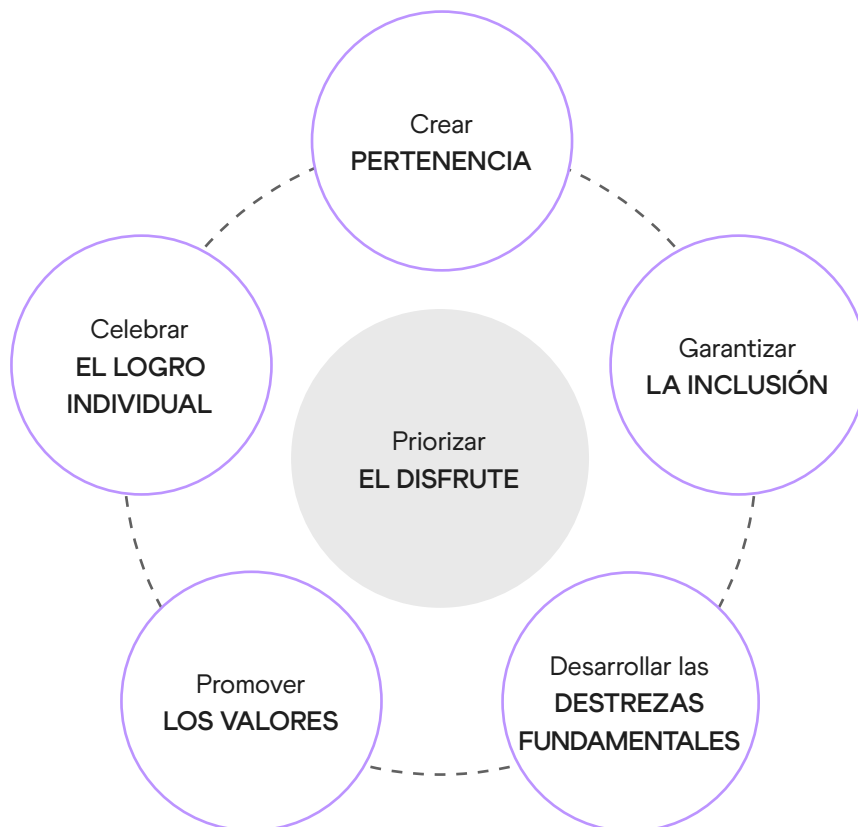 Crear
PERTENENCIA
Celebrar
EL LOGRO
INDIVIDUAL
Garantizar
LA INCLUSIÓN
Priorizar
EL DISFRUTE
Promover
LOS VALORES
Desarrollar las
DESTREZAS
FUNDAMENTALES